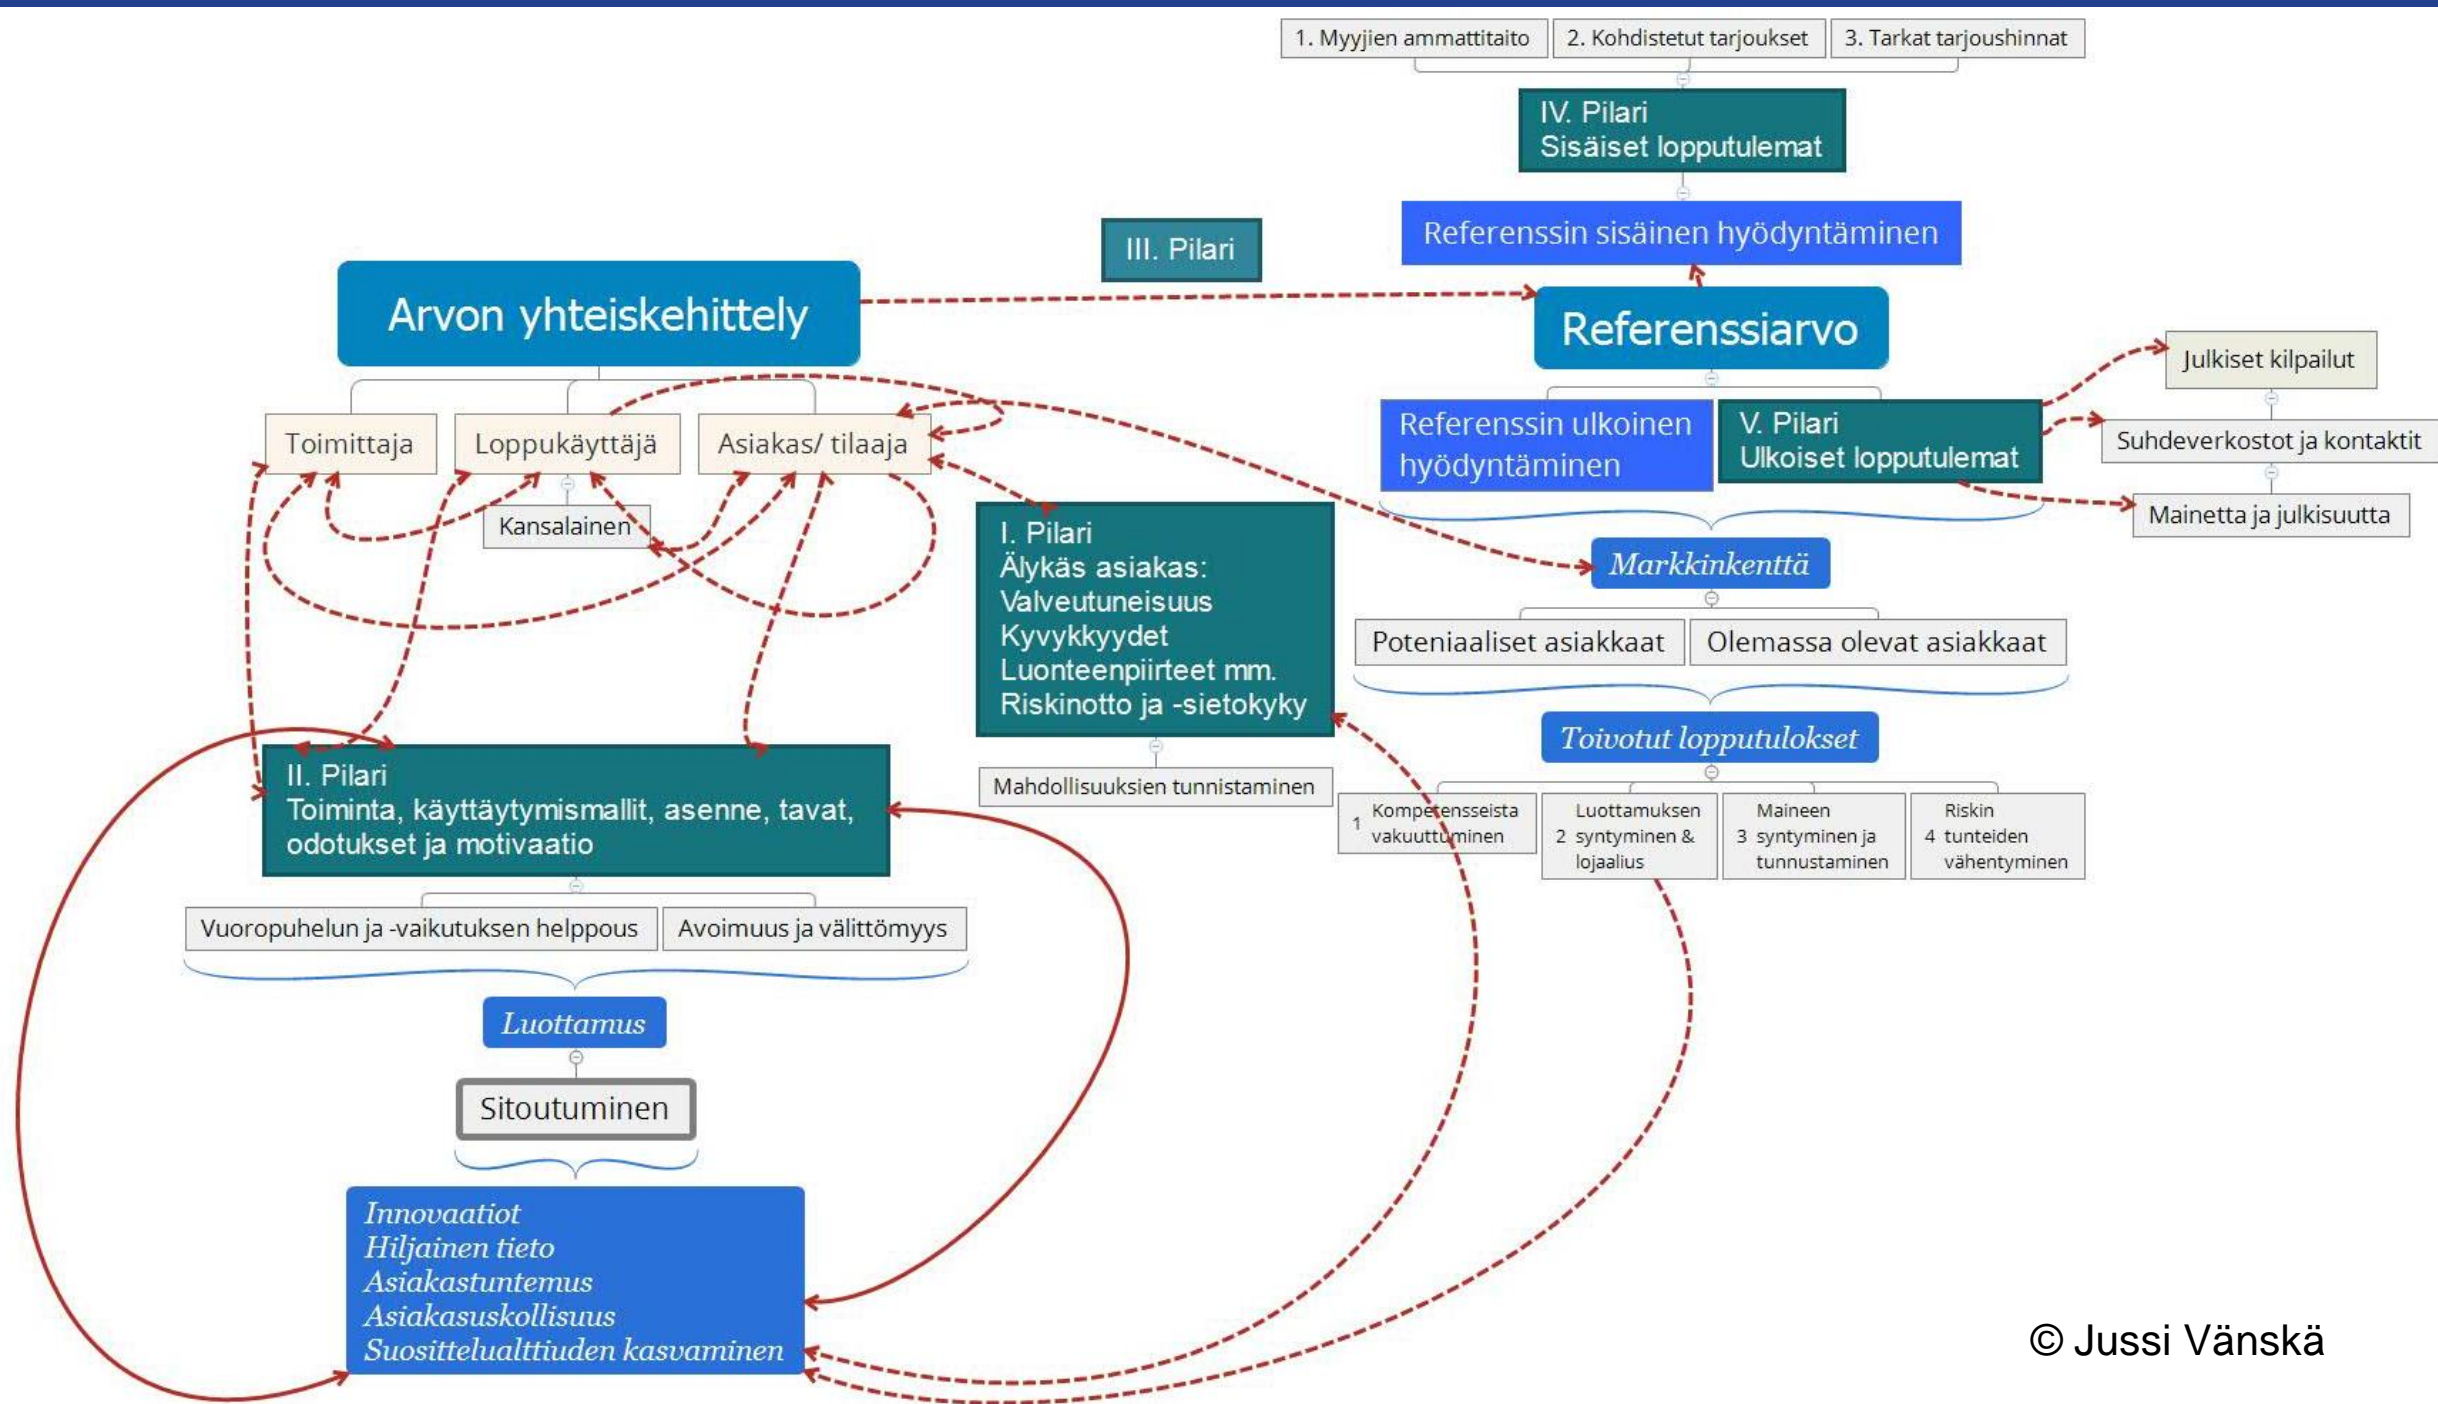 1. Myyjien ammattitaito
2. Kohdistetut tarjoukset
3. Tarkat tarjoushinnat
IV. Pilari
Sisäiset lopputulemat
Referenssin sisäinen hyödyntäminen
III. Pilari
Arvon yhteiskehittely
Referenssiarvo
Toimittaja
Loppukäyttäjä
Asiakas/ tilaaja
Kansalainen
Referenssin ulkoinen
hyödyntäminen
V. Pilari
Ulkoiset lopputulemat
Julkiset kilpailut
Suhdeverkostot ja kontaktit
Mainetta ja julkisuutta
I. Pilari
Älykäs asiakas:
Valveutuneisuus
Kyvykkyydet
Luonteenpiirteet mm.
Riskinotto ja -sietokyky
Mahdollisuuksien tunnistaminen
Markkinkenttä
Poteniaaliset asiakkaat
Olemassa olevat asiakkaat
Toivotut lopputulokset
1 Kompetensseista
vakuuttuminen
Luottamuksen
2 syntyminen &
lojaalius
Maineen
3 syntyminen ja
tunnustaminen
Riskin
4 tunteiden
vähentyminen
II. Pilari
Toiminta, käyttäytymismallit, asenne, tavat,
odotukset ja motivaatio
Vuoropuhelun ja -vaikutuksen helppous
Avoimuus ja välittömyys
Luottamus
Sitoutuminen
Innovaatiot
Hiljainen tieto
Asiakastuntemus
Asiakasuskollisuus
Suosittelualttiuden kasvaminen
© Jussi Vänskä